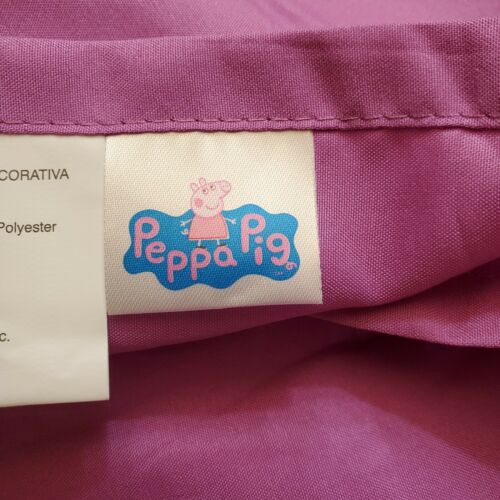 CORATIVA
Polyester
c.
Peppa Pig